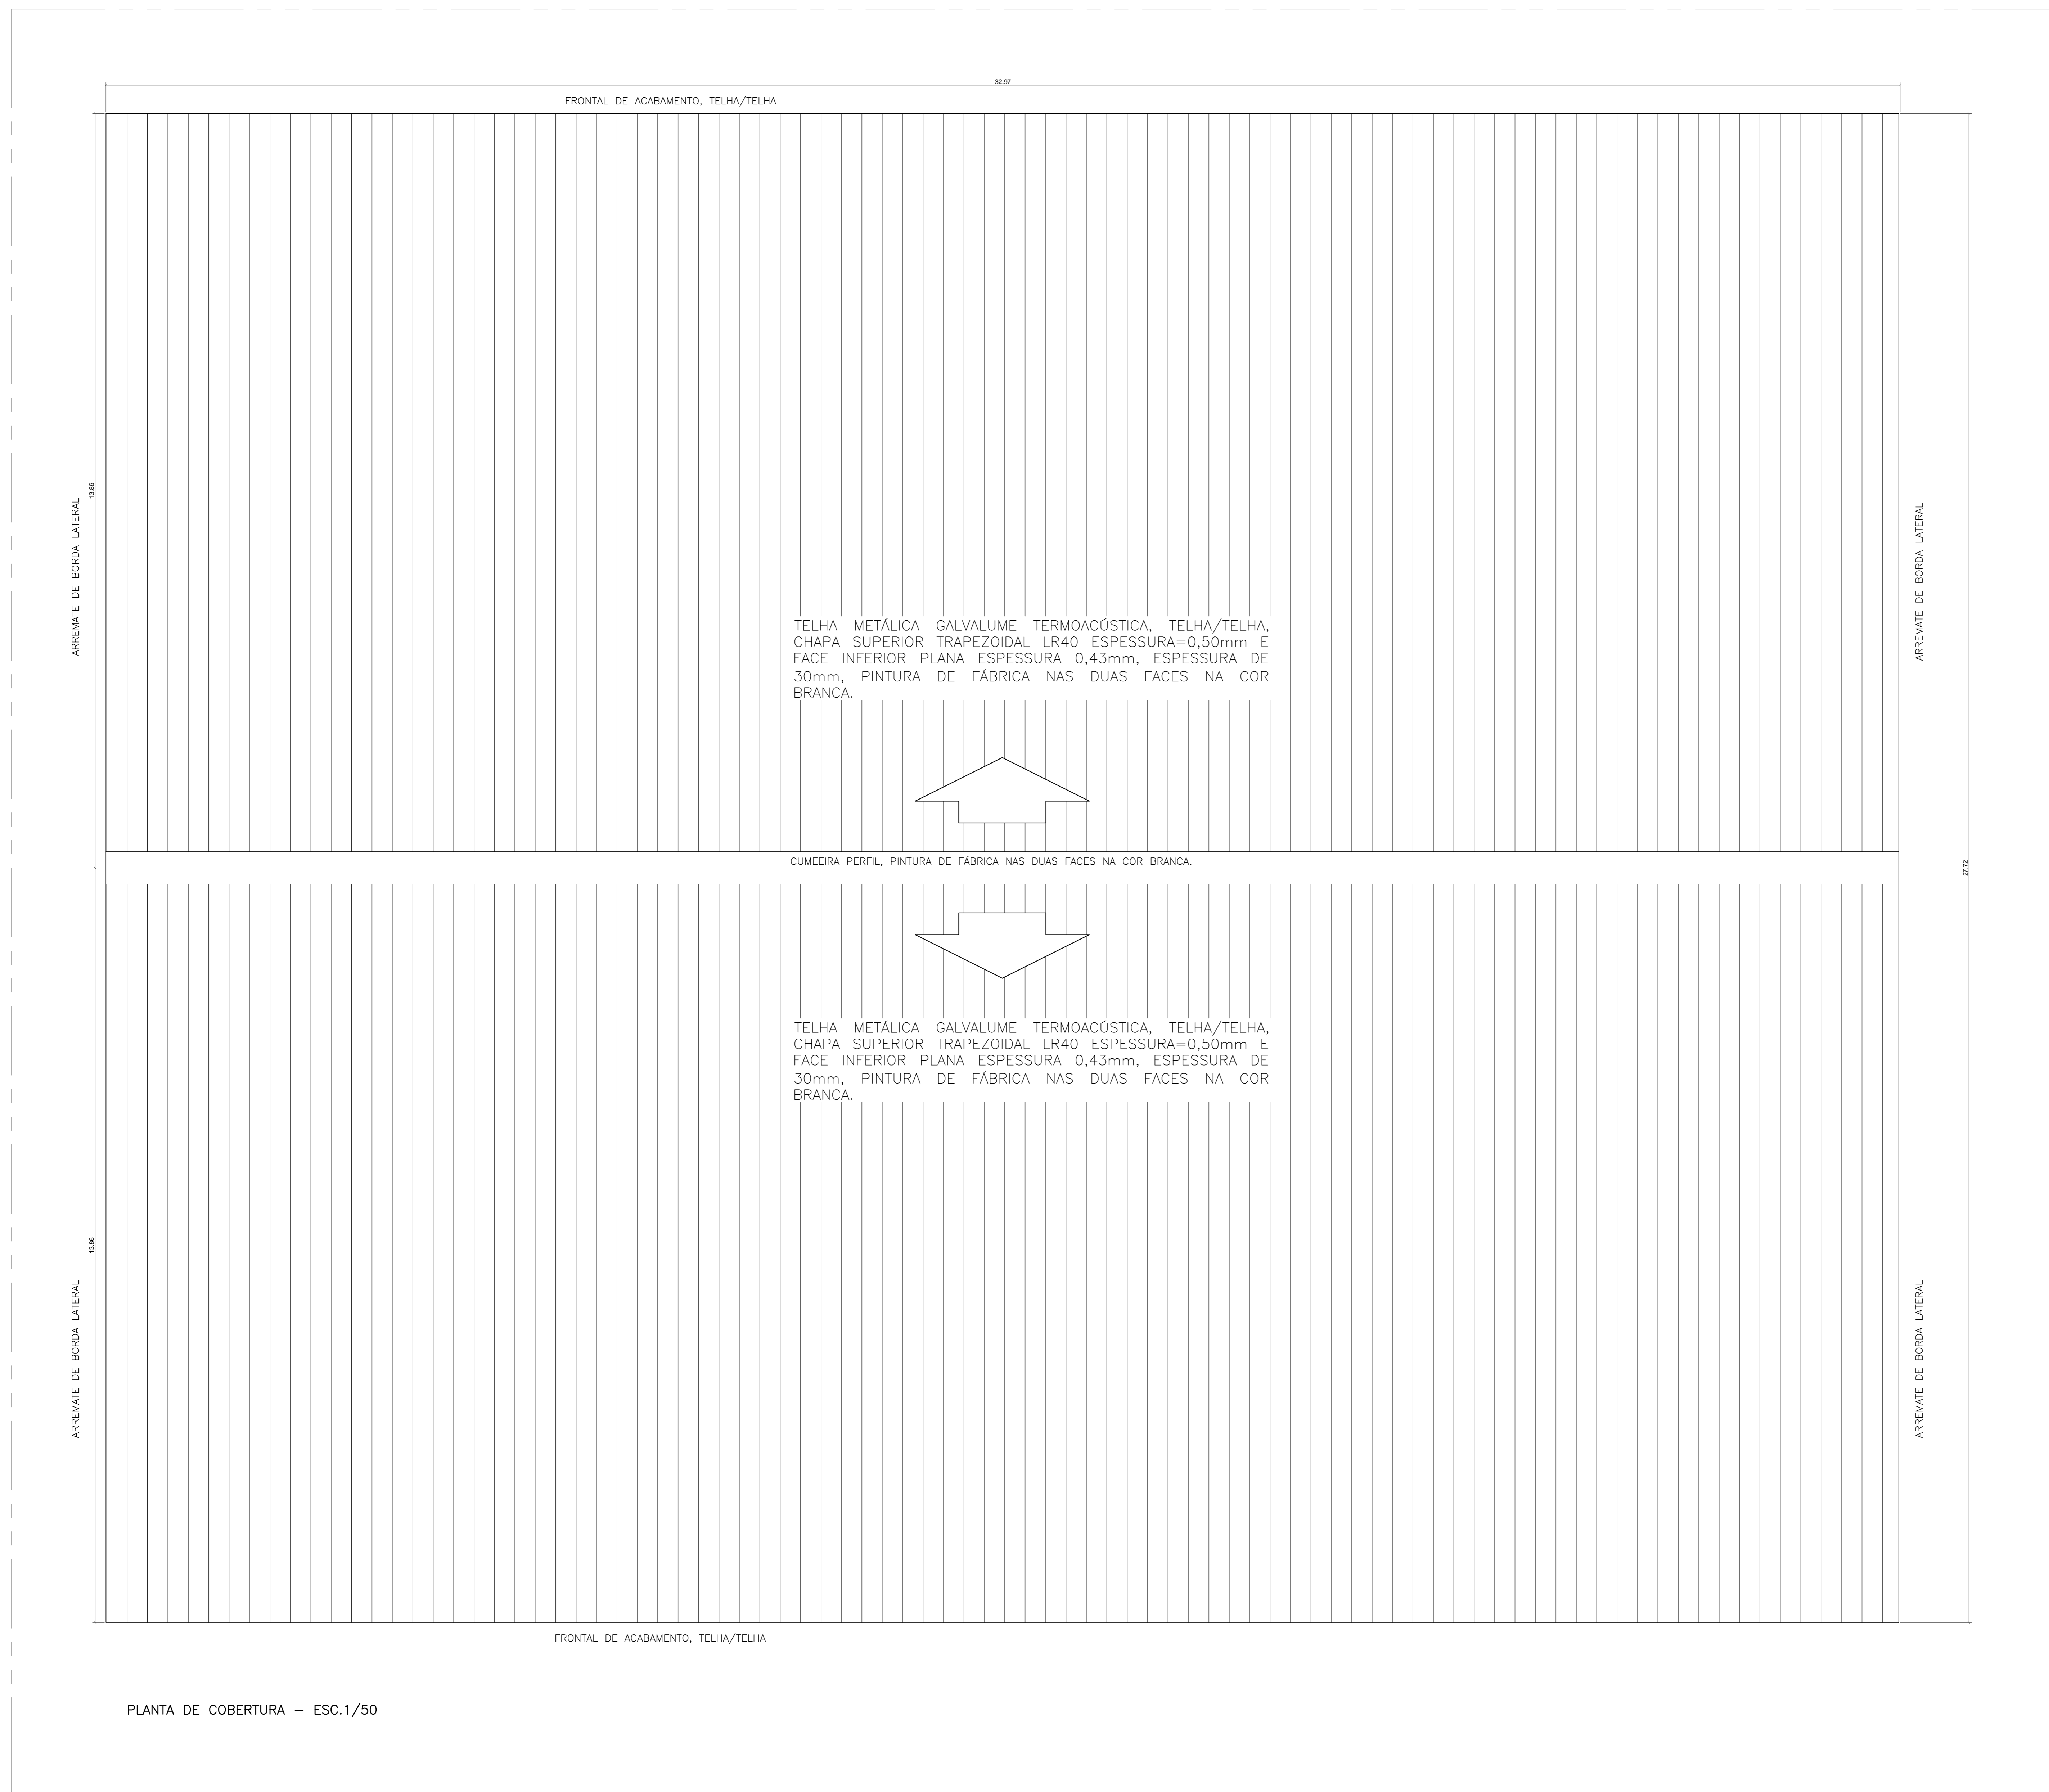 32.97
FRONTAL DE ACABAMENTO, TELHA/TELHA
13.86
ARREMATE DE BORDA LATERAL
ARREMATE DE BORDA LATERAL
TELHA METÁLICA GALVALUME TERMOACÚSTICA, TELHA/TELHA,
CHAPA SUPERIOR TRAPEZOIDAL LR40 ESPESSURA=0,50mm E
FACE INFERIOR PLANA ESPESSURA 0,43mm, ESPESSURA DE
30mm, PINTURA DE FÁBRICA NAS DUAS FACES NA COR
BRANCA.
CUMEEIRA PERFIL, PINTURA DE FÁBRICA NAS DUAS FACES NA COR BRANCA.
27.72
TELHA METÁLICA GALVALUME TERMOACÚSTICA, TELHA/TELHA,
CHAPA SUPERIOR TRAPEZOIDAL LR40 ESPESSURA=0,50mm E
FACE INFERIOR PLANA ESPESSURA 0,43mm, ESPESSURA DE
30mm, PINTURA DE FÁBRICA NAS DUAS FACES NA COR
BRANCA.
13.86
ARREMATE DE BORDA LATERAL
ARREMATE DE BORDA LATERAL
FRONTAL DE ACABAMENTO, TELHA/TELHA
PLANTA DE COBERTURA – ESC.1/50